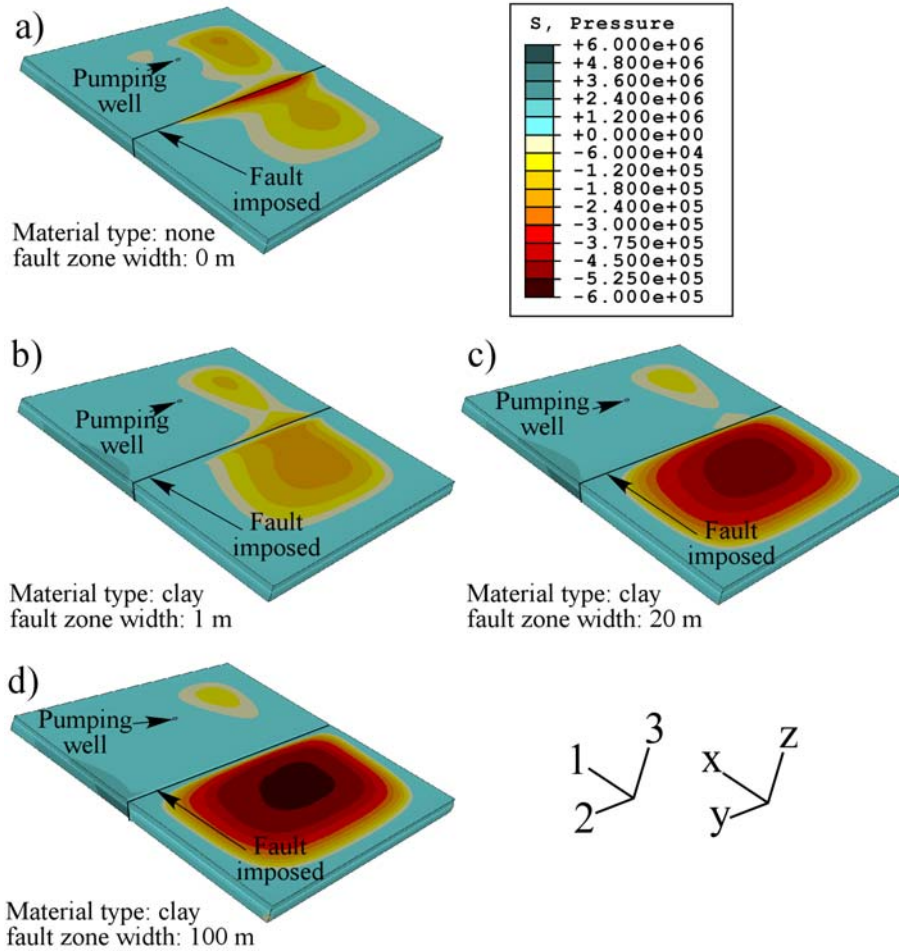 a)
Pumping
well
Fault
imposed
Material type: none
fault zone width: 0 m
S, Pressure
+6.000e+06
+4.800e+06
+3.600e+06
+2.400e+06
+1.200e+06
+0.000e+00
-6.000e+04
-1.200e+05
-1.800e+05
-2.400e+05
-3.000e+05
-3.750e+05
-4.500e+05
-5.250e+05
-6.000e+05
b)
Pumping
well
Fault
imposed
Material type: clay
fault zone width: 1 m
c)
Pumping
well
Fault
imposed
Material type: clay
fault zone width: 20 m
d)
Pumping
well
Fault
imposed
Material type: clay
fault zone width: 100 m
1
2
3
x
y
z